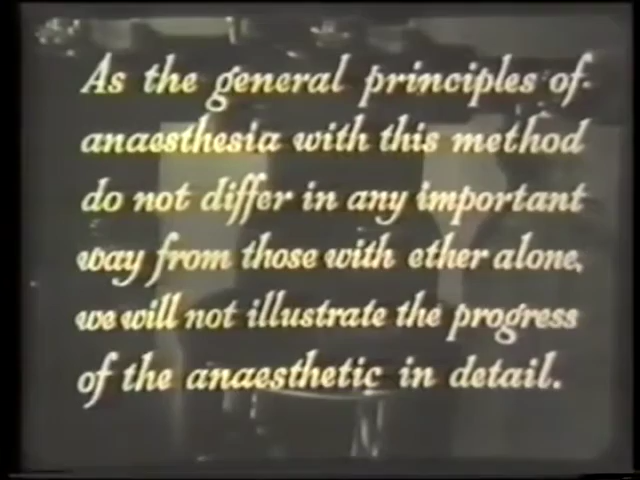 As the general principles of
anaesthesia with this method
do not differ in any important
way from those with ether alone,
we will not illustrate the progress
of the anaesthetic in detail.